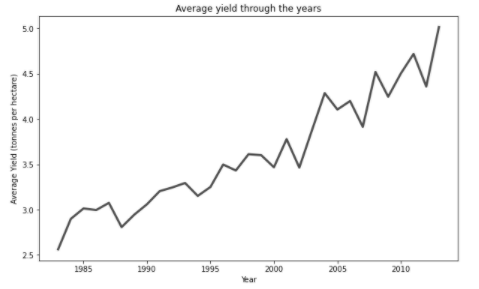 Average yield through the years
Average Yield (tonnes per hectare)
5.0
4.5
4.0
3.5
3.0
2.5
1985 1990 1995 2000 2005 2010
Year